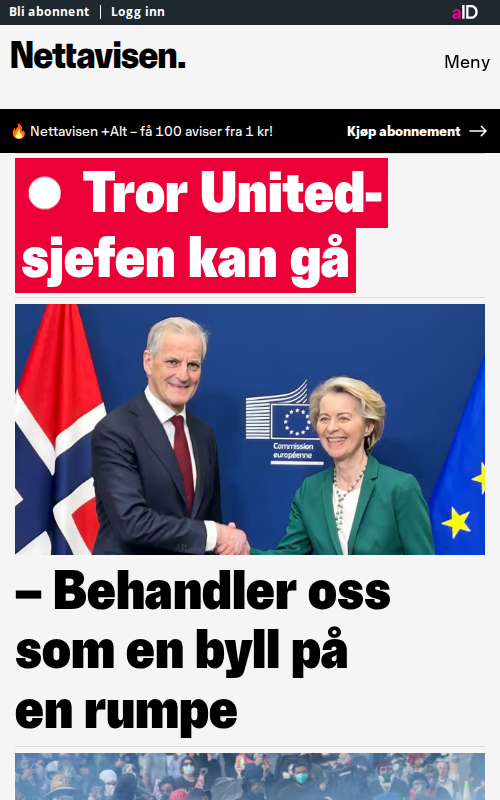 Bli abonnent | Logg inn
aID
Nettavisen.
Meny
🔥 Nettavisen +Alt – få 100 aviser fra 1 kr!
Kjøp abonnement
Tror United-
sjefen kan gå
Commission
européenne
– Behandler oss
som en byll på
en rumpe